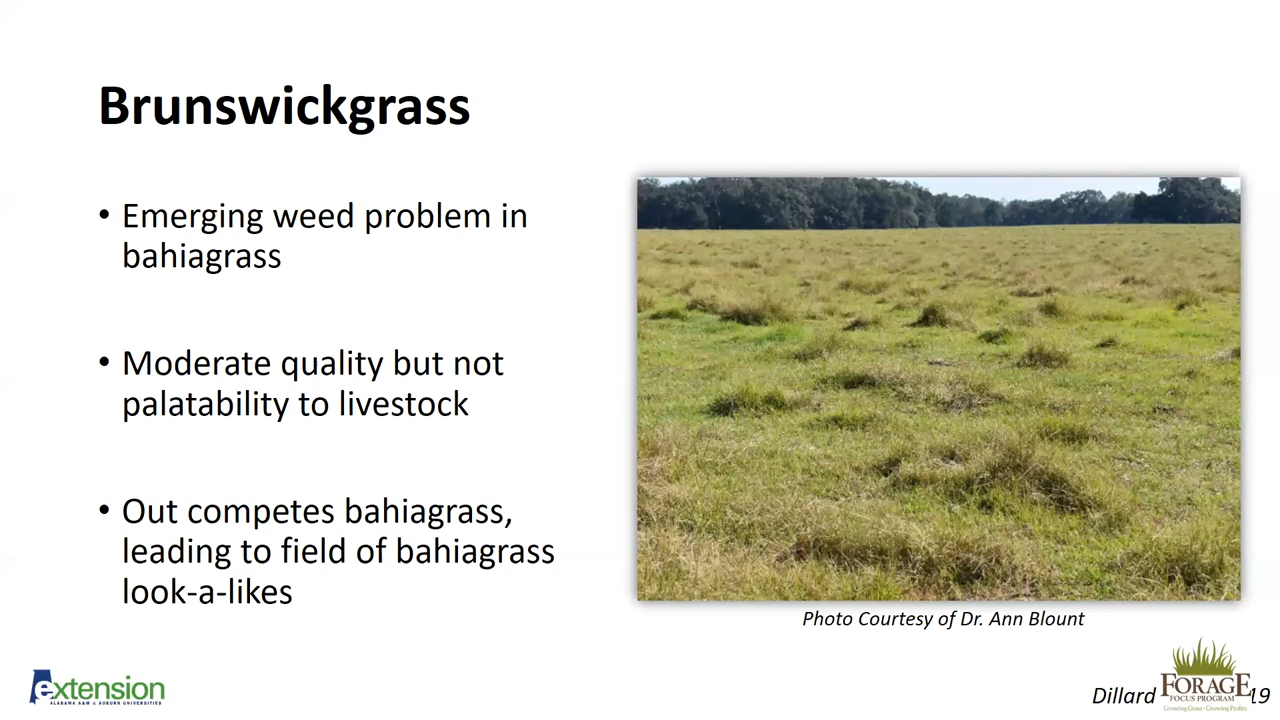 Brunswickgrass
• Emerging weed problem in
bahiagrass
• Moderate quality but not
palatability to livestock
• Out competes bahiagrass,
leading to field of bahiagrass
look-a-likes
Photo Courtesy of Dr. Ann Blount
extension
ALABAMA A&M & AUBURN UNIVERSITIES
Dillard
FORAGE
FOCUS PROGRAM
Growing Grass - Growing Profits
19